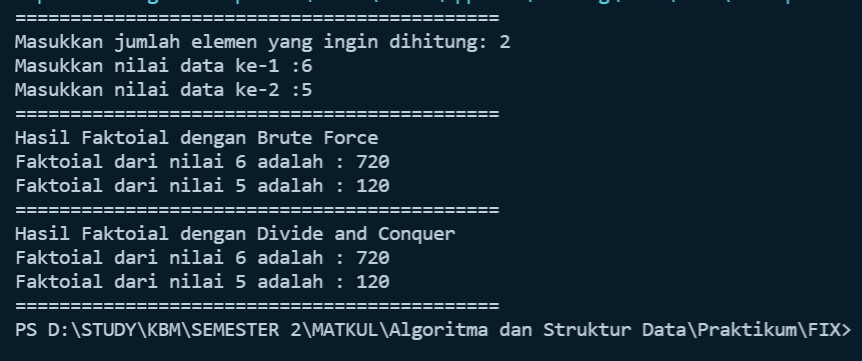 ============================================
Masukkan jumlah elemen yang ingin dihitung: 2
Masukkan nilai data ke-1 :6
Masukkan nilai data ke-2 :5
============================================
Hasil Faktoial dengan Brute Force
Faktoial dari nilai 6 adalah : 720
Faktoial dari nilai 5 adalah : 120
============================================
Hasil Faktoial dengan Divide and Conquer
Faktoial dari nilai 6 adalah : 720
Faktoial dari nilai 5 adalah : 120
============================================
PS D:\STUDY\KBM\SEMESTER 2\MATKUL\Algoritma dan Struktur Data\Praktikum\FIX>